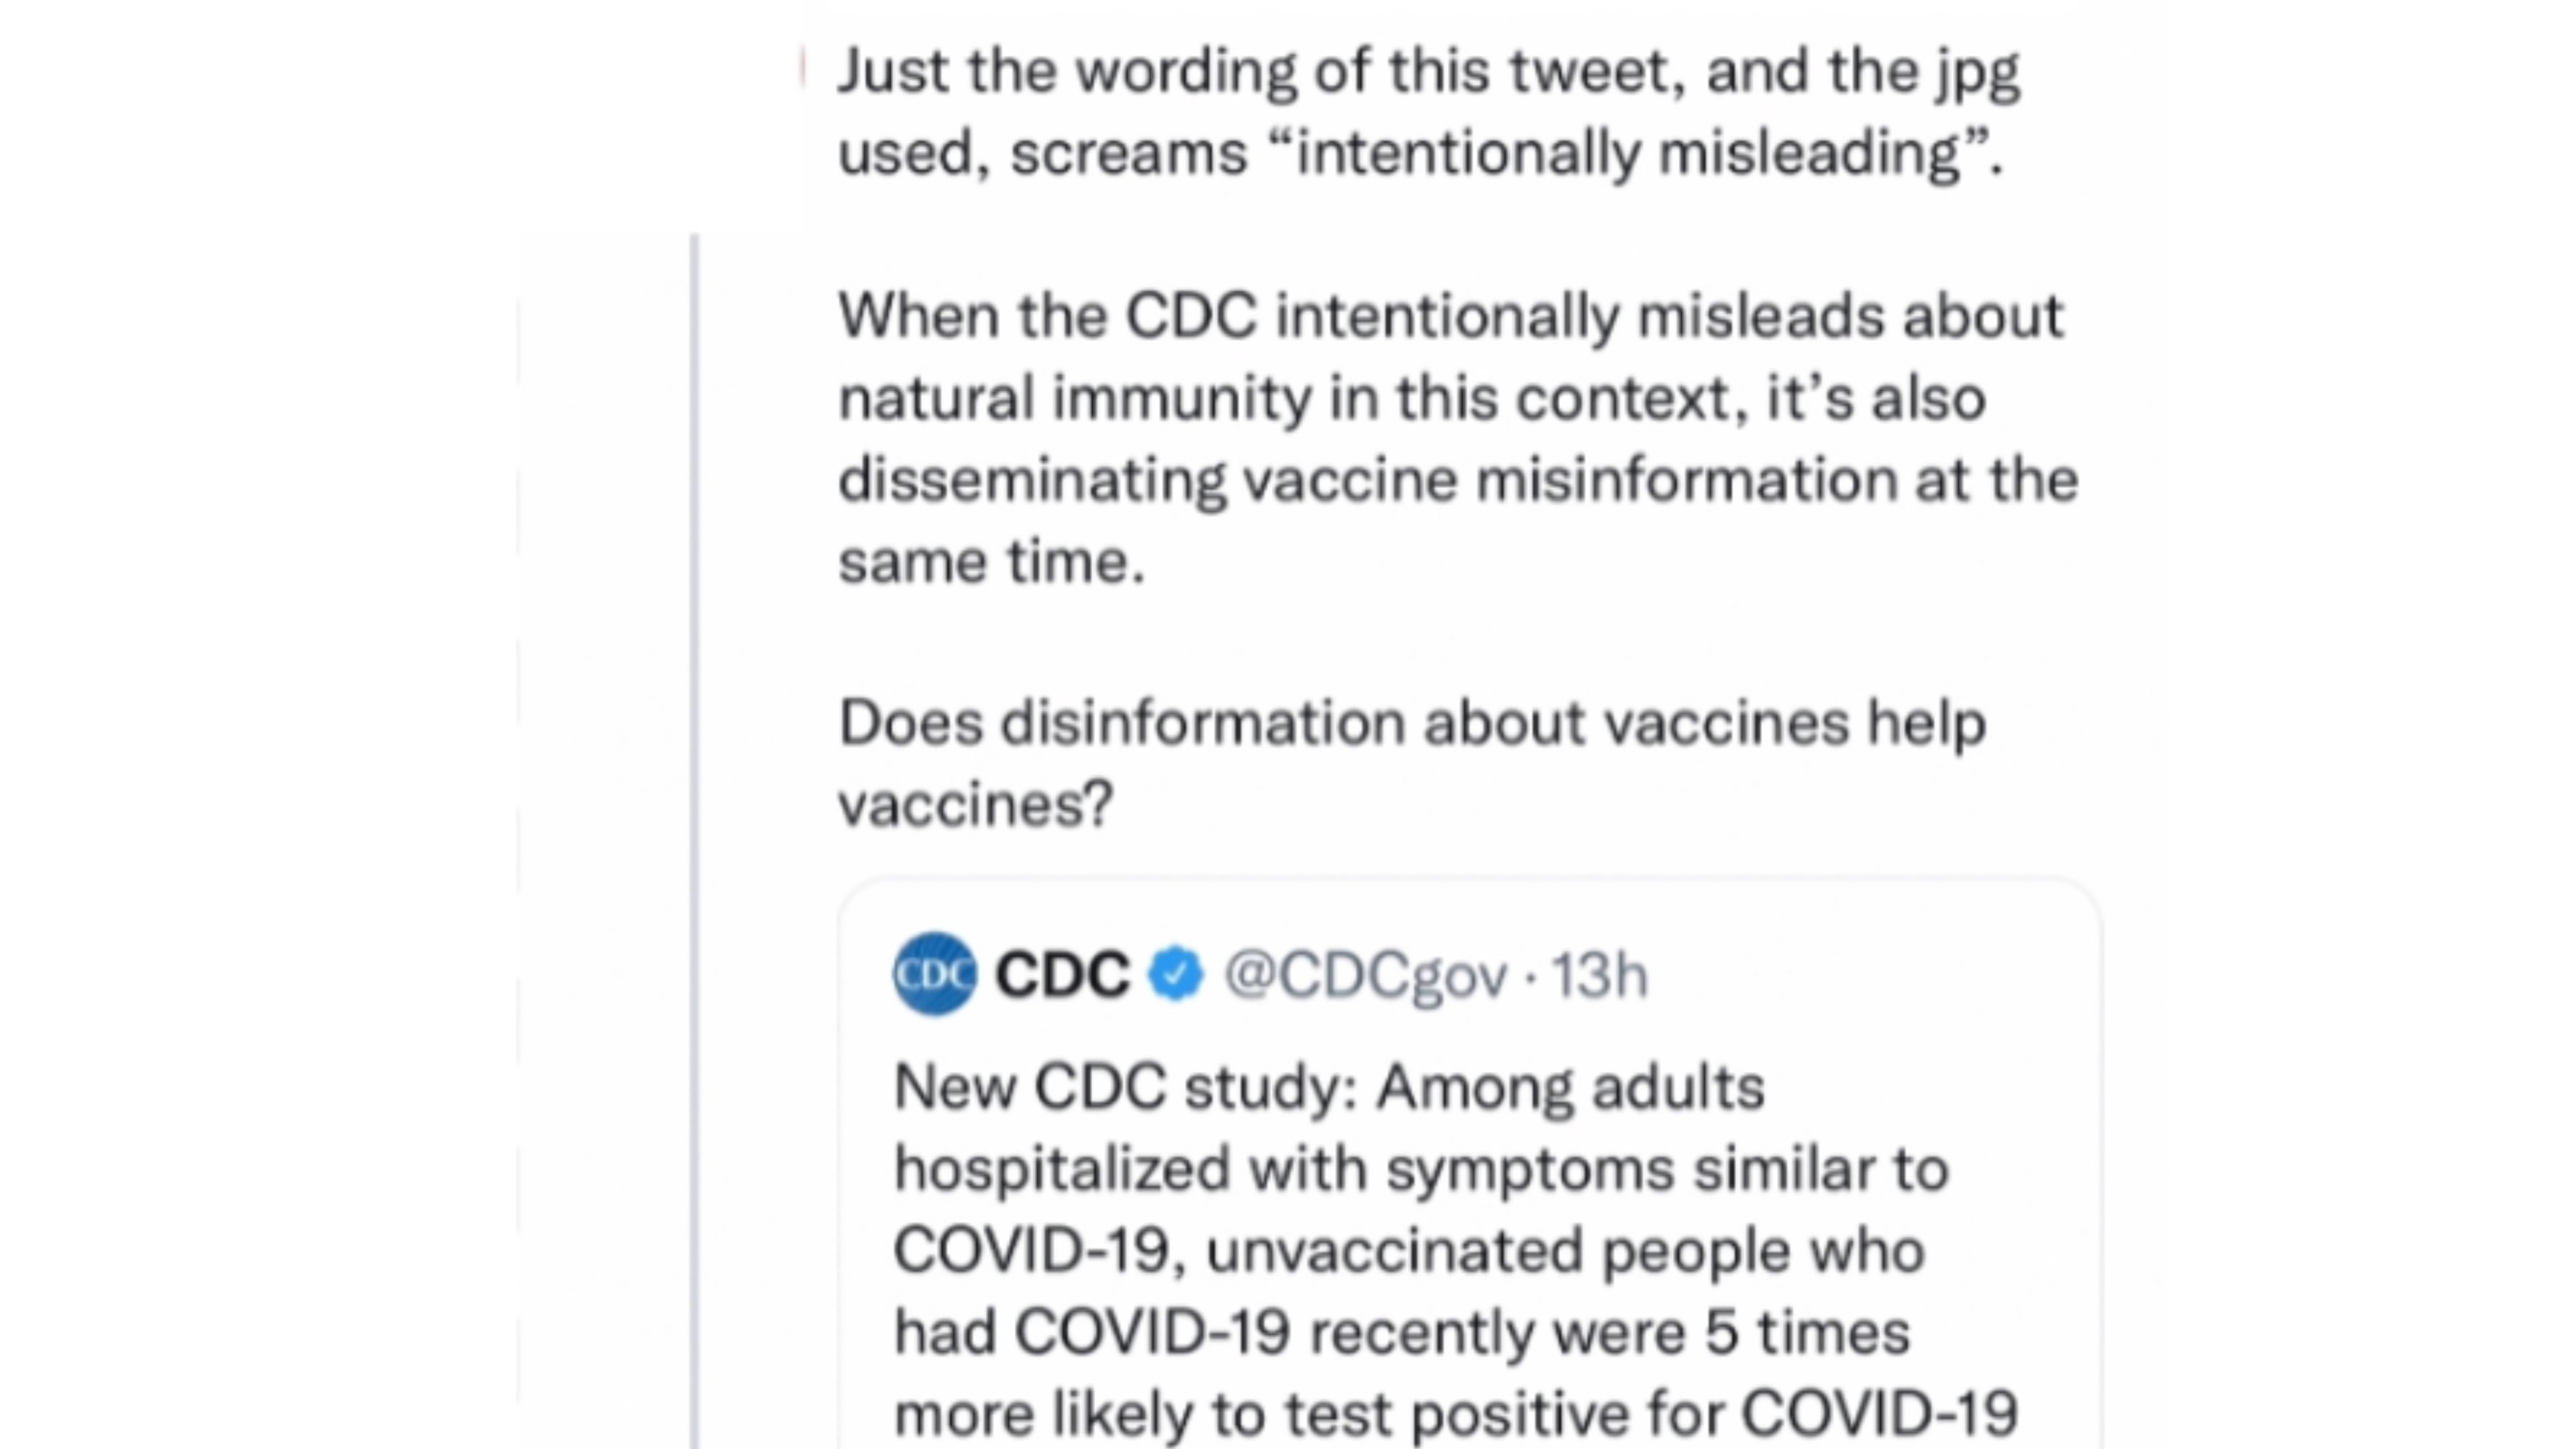 Just the wording of this tweet, and the jpg
used, screams “intentionally misleading”.
When the CDC intentionally misleads about
natural immunity in this context, it’s also
disseminating vaccine misinformation at the
same time.
Does disinformation about vaccines help
vaccines?
CDC CDC @CDCgov · 13h
New CDC study: Among adults
hospitalized with symptoms similar to
COVID-19, unvaccinated people who
had COVID-19 recently were 5 times
more likely to test positive for COVID-19